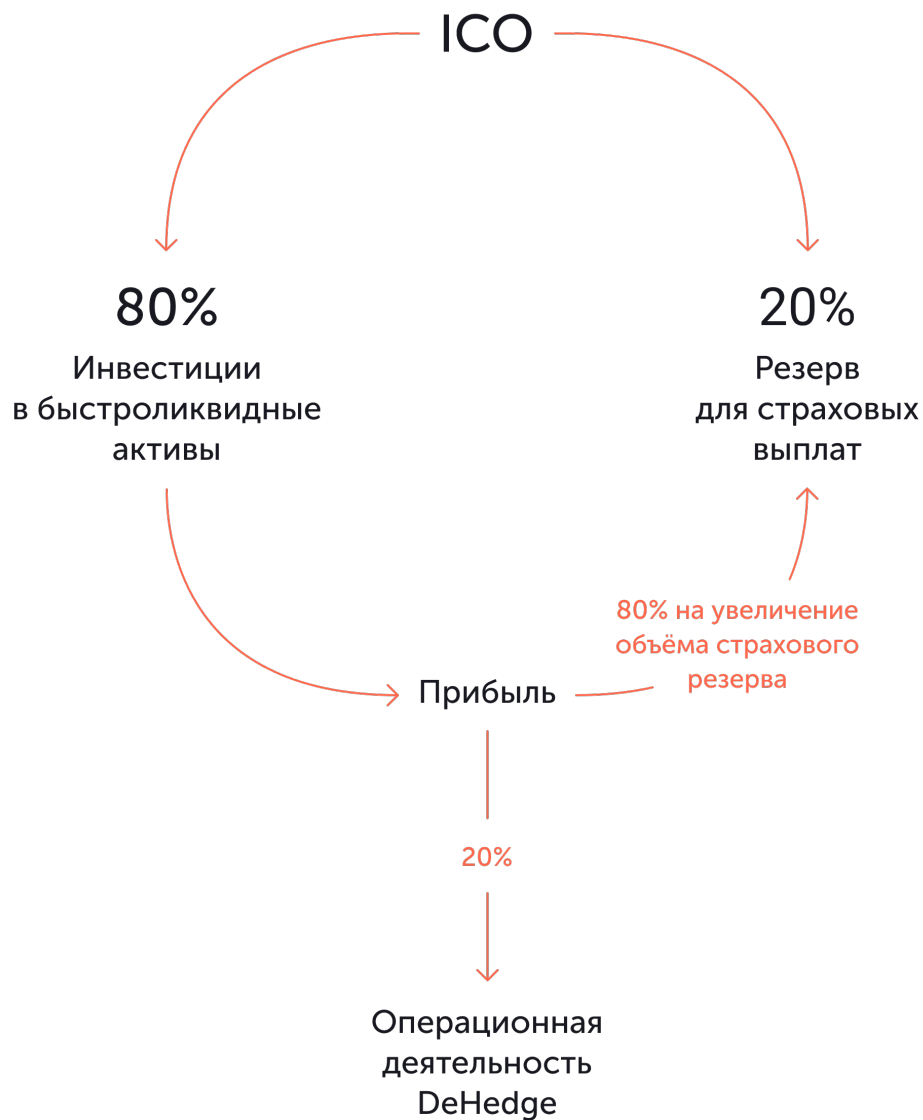 ICO
80%
Инвестиции
в быстроликвидные
активы
20%
Резерв
для страховых
выплат
80% на увеличение
объёма страхового
резерва
Прибыль
20%
Операционная
деятельность
DeHedge